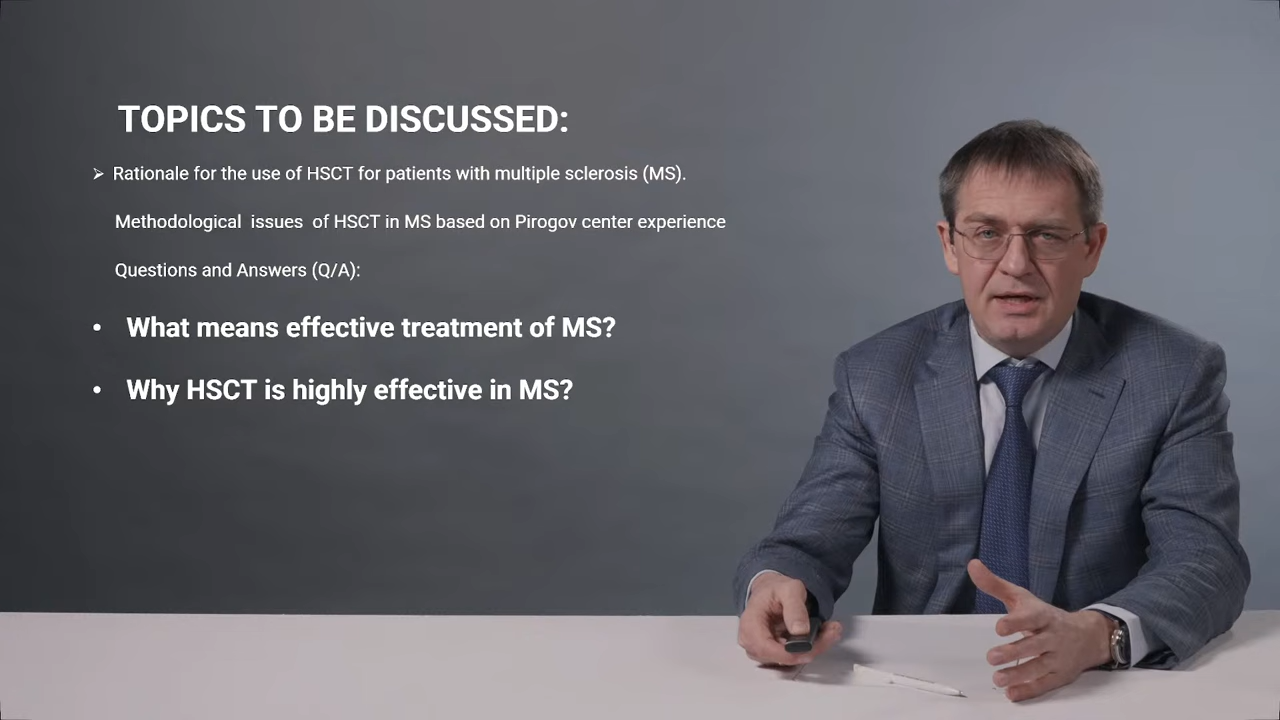 TOPICS TO BE DISCUSSED:
➢ Rationale for the use of HSCT for patients with multiple sclerosis (MS).
Methodological issues of HSCT in MS based on Pirogov center experience
Questions and Answers (Q/A):
• What means effective treatment of MS?
• Why HSCT is highly effective in MS?